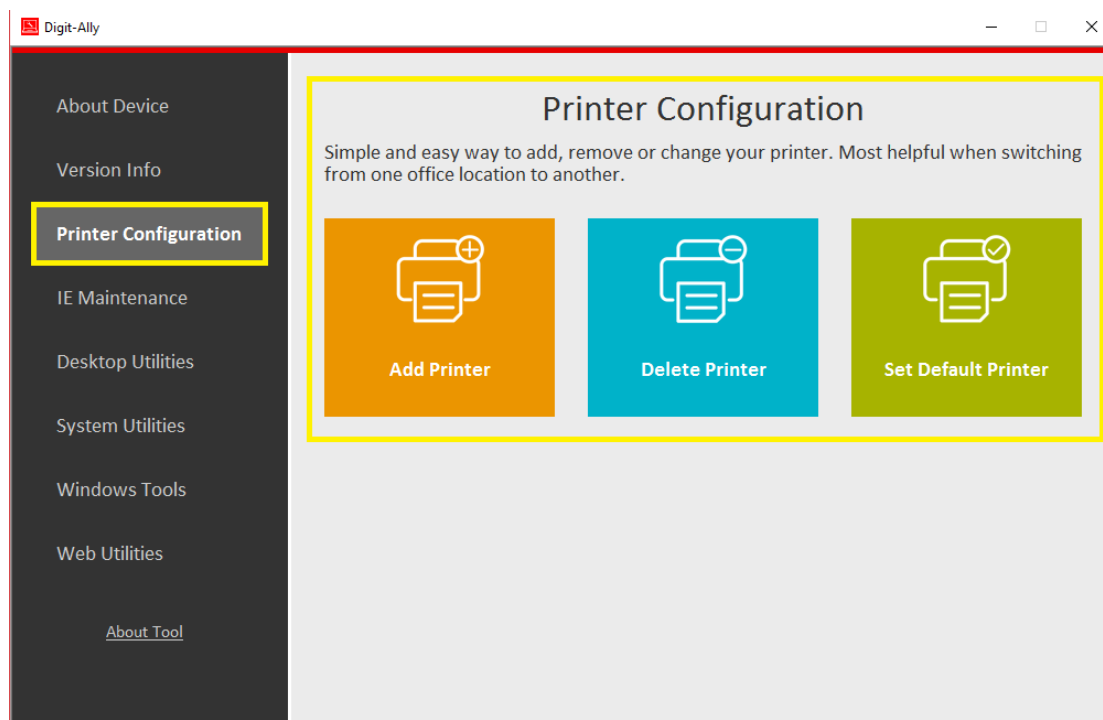 Digit-Ally
About Device
Version Info
Printer Configuration
IE Maintenance
Desktop Utilities
System Utilities
Windows Tools
Web Utilities
About Tool
Printer Configuration
Simple and easy way to add, remove or change your printer. Most helpful when switching
from one office location to another.
Add Printer
Delete Printer
Set Default Printer